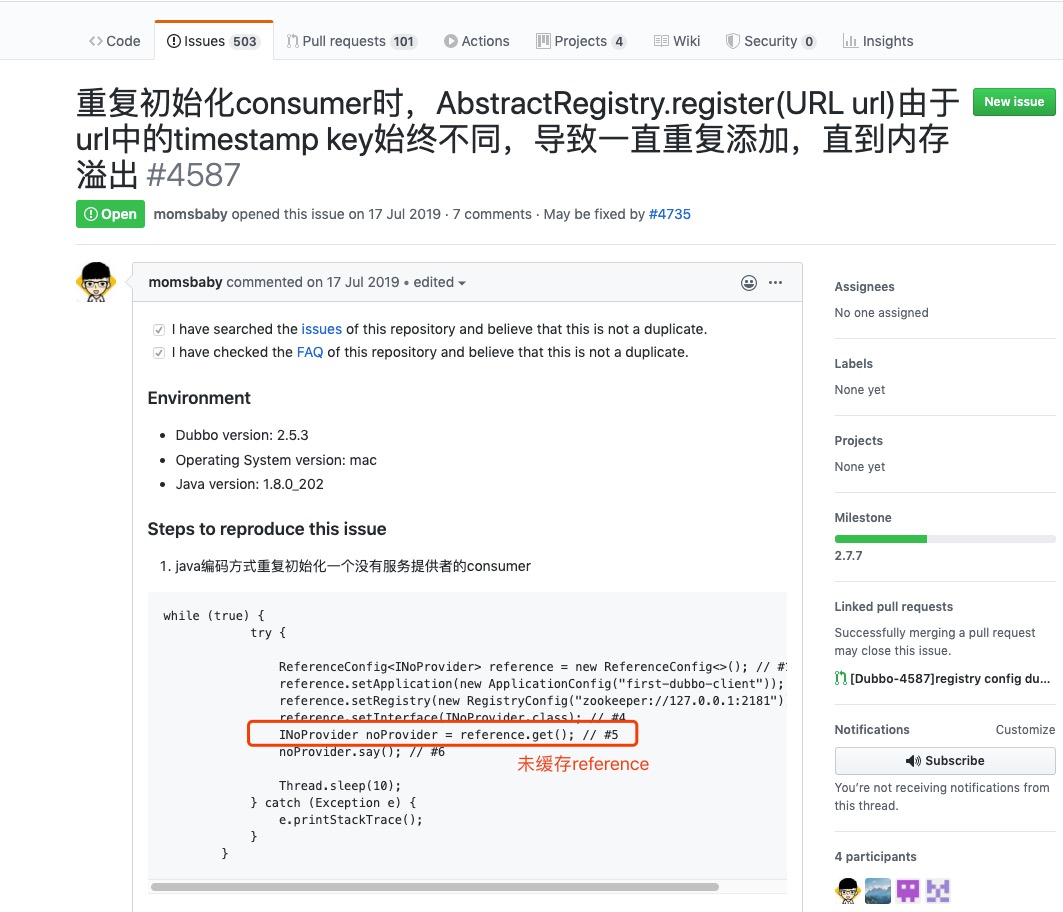 Code Issues 503 Pull requests 101 Actions Projects 4 Wiki Security 0 Insights
重复初始化consumer时，AbstractRegistry.register(URL url)由于
url中的timestamp key始终不同，导致一直重复添加，直到内存
溢出 #4587
New issue
Open momsbaby opened this issue on 17 Jul 2019 · 7 comments · May be fixed by #4735
momsbaby commented on 17 Jul 2019 • edited
I have searched the issues of this repository and believe that this is not a duplicate.
I have checked the FAQ of this repository and believe that this is not a duplicate.
Environment
• Dubbo version: 2.5.3
• Operating System version: mac
• Java version: 1.8.0_202
Steps to reproduce this issue
1. java编码方式重复初始化一个没有服务提供者的consumer
while (true) {
try {
ReferenceConfig<INoProvider> reference = new ReferenceConfig<>(); // #
reference.setApplication(new ApplicationConfig("first-dubbo-client"));
reference.setRegistry(new RegistryConfig("zookeeper://127.0.0.1:2181")
reference.setInterface(INoProvider.class); // #4
INoProvider noProvider = reference.get(); // #5
noProvider.say(); // #6
未缓存reference
Thread.sleep(10);
} catch (Exception e) {
e.printStackTrace();
}
}
Assignees
No one assigned
Labels
None yet
Projects
None yet
Milestone
2.7.7
Linked pull requests
Successfully merging a pull request
may close this issue.
[Dubbo-4587]registry config du...
Notifications Customize
Subscribe
You're not receiving notifications from
this thread.
4 participants